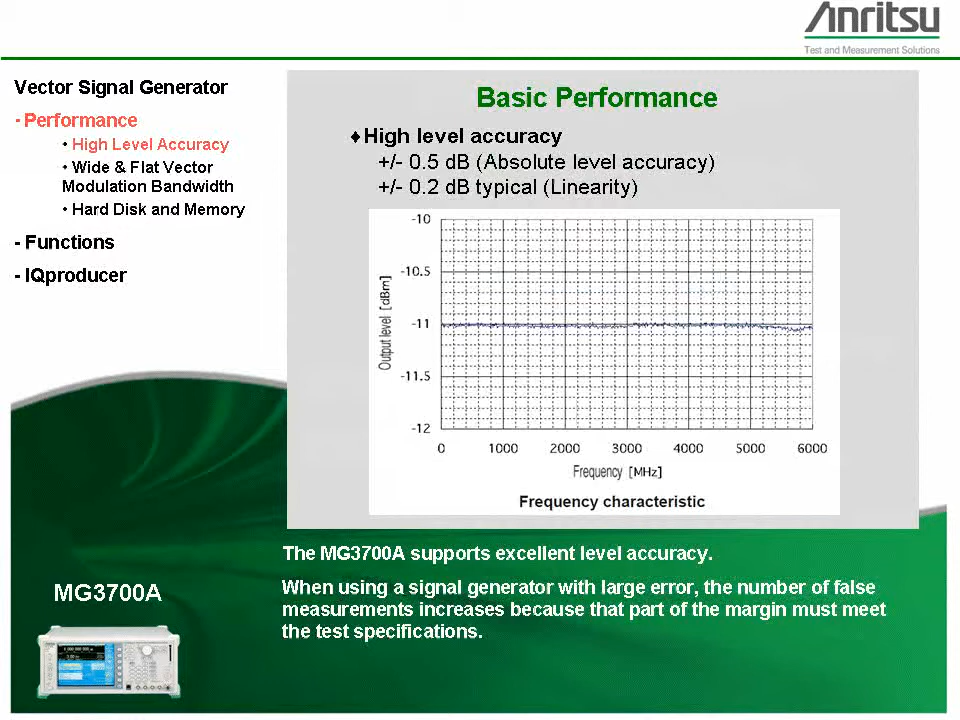 Anritsu
Test and Measurement Solutions
Vector Signal Generator
- Performance
• High Level Accuracy
• Wide & Flat Vector
Modulation Bandwidth
• Hard Disk and Memory
- Functions
- IQproducer
Basic Performance
♦High level accuracy
+/- 0.5 dB (Absolute level accuracy)
+/- 0.2 dB typical (Linearity)
-10
-10.5
-11
-11.5
-12
Output level [dBm]
0 1000 2000 3000 4000 5000 6000
Frequency [MHz]
Frequency characteristic
The MG3700A supports excellent level accuracy.
When using a signal generator with large error, the number of false
measurements increases because that part of the margin must meet
the test specifications.
MG3700A